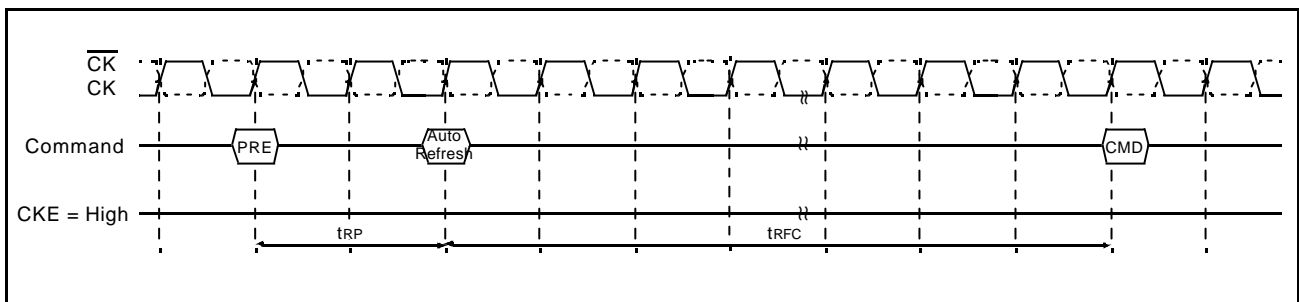 CK
CK
Command
PRE
Auto
Refresh
CMD
CKE = High
tRP
tRFC